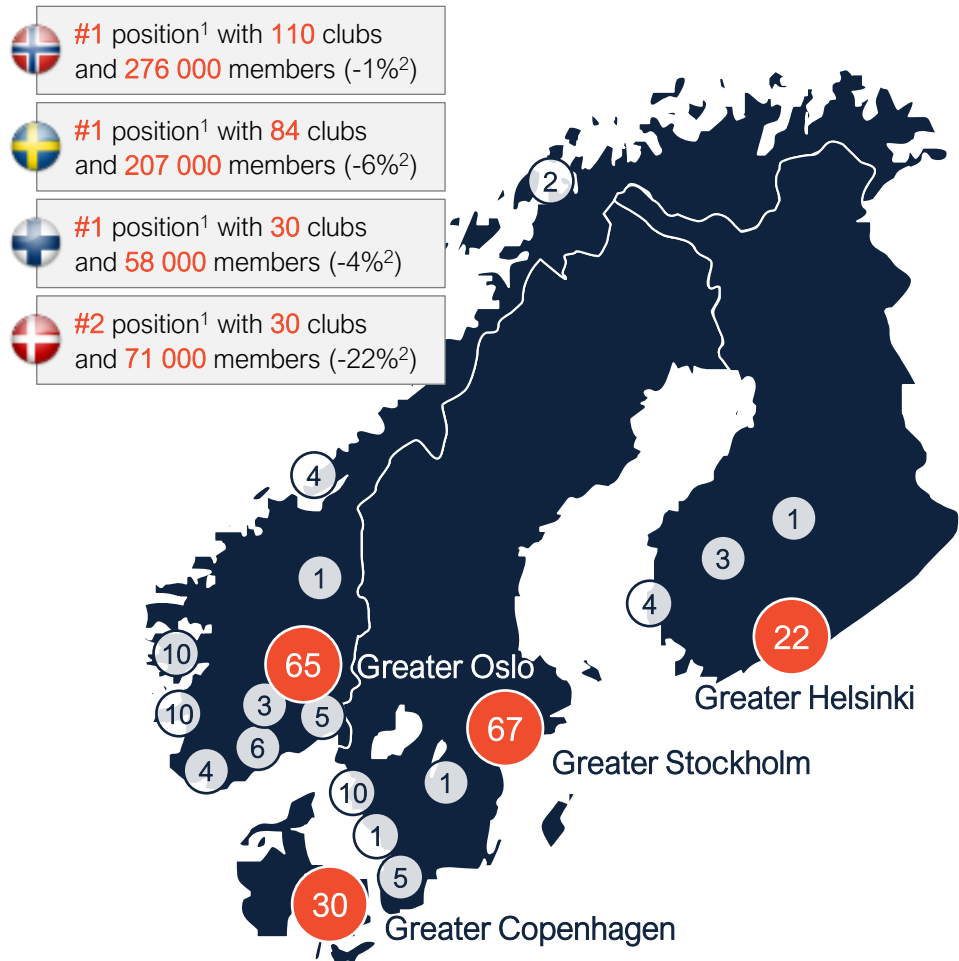 #1 position¹ with 110 clubs
and 276 000 members (-1%²)
#1 position¹ with 84 clubs
and 207 000 members (-6%²)
#1 position¹ with 30 clubs
and 58 000 members (-4%²)
#2 position¹ with 30 clubs
and 71 000 members (-22%²)
2
4
1
1
3
4
10
65 Greater Oslo
22
Greater Helsinki
10
3
5
67
6
Greater Stockholm
4
10
1
1
5
30
Greater Copenhagen